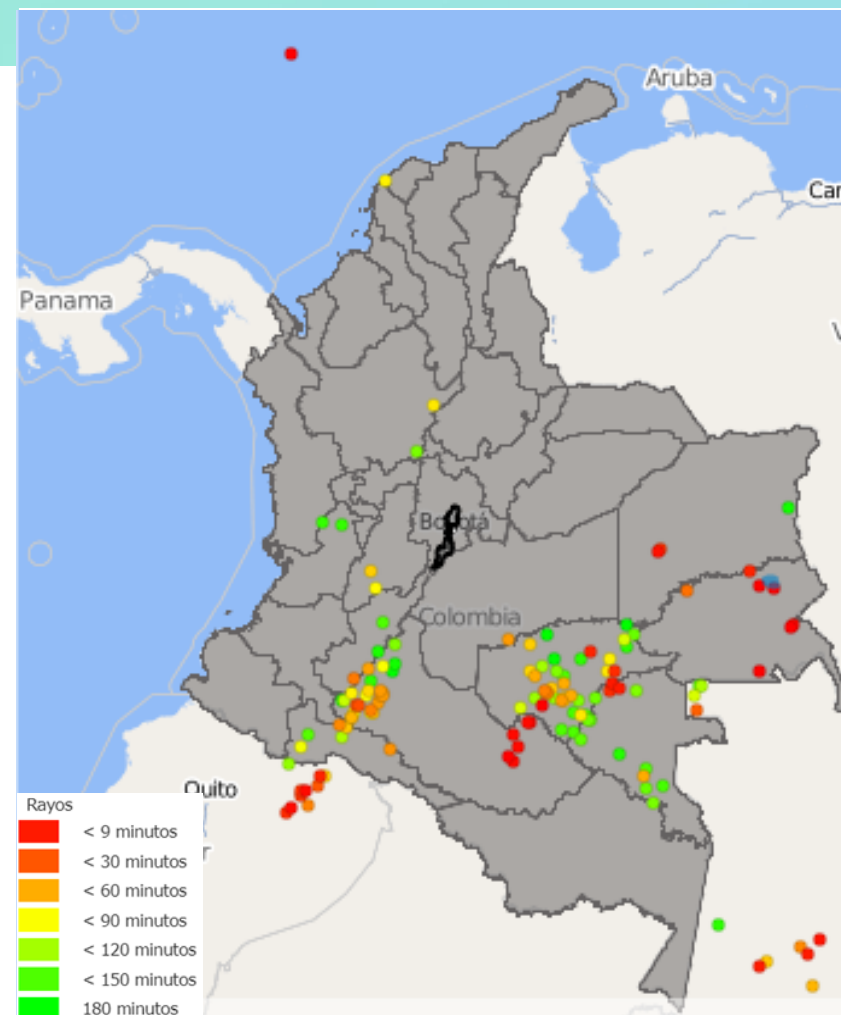 Aruba
Car
Panama
V
Bogotá
Colombia
Quito
r
Rayos
< 9 minutos
< 30 minutos
< 60 minutos
< 90 minutos
< 120 minutos
< 150 minutos
180 minutos